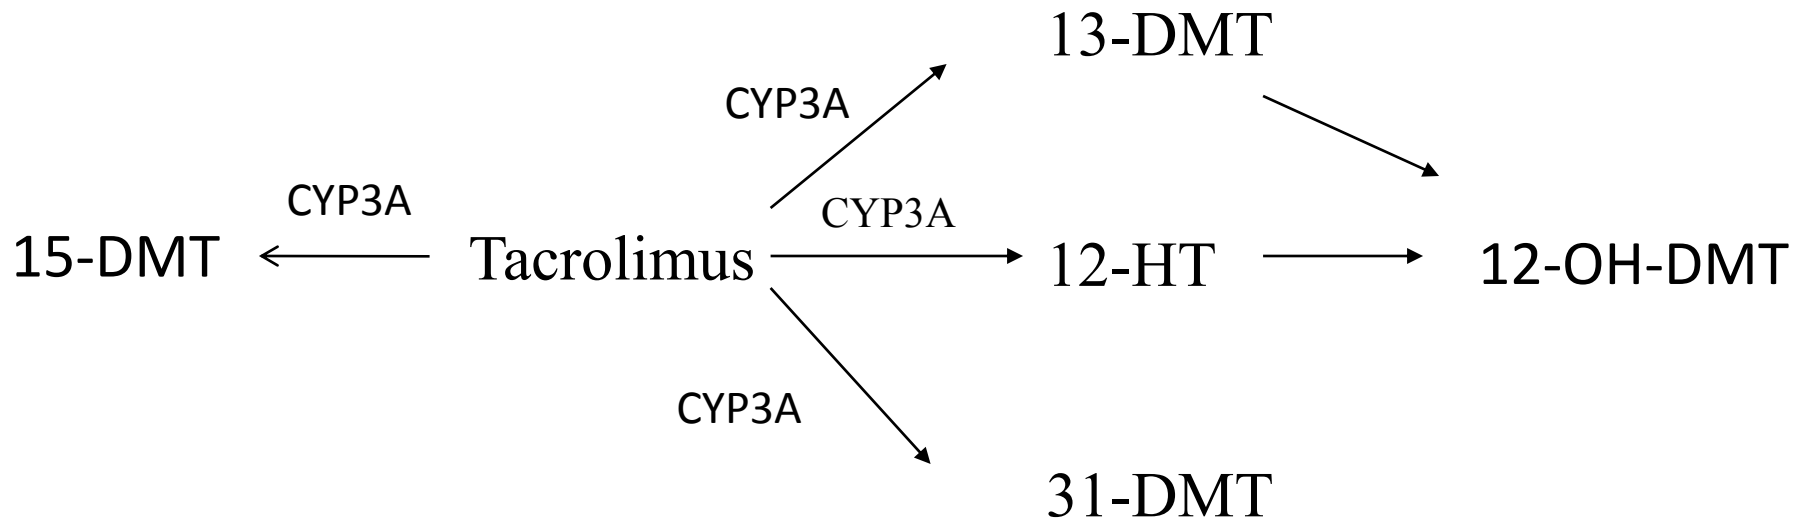 13-DMT
CYP3A
CYP3A
CYP3A
15-DMT
Tacrolimus
12-HT
12-OH-DMT
CYP3A
31-DMT